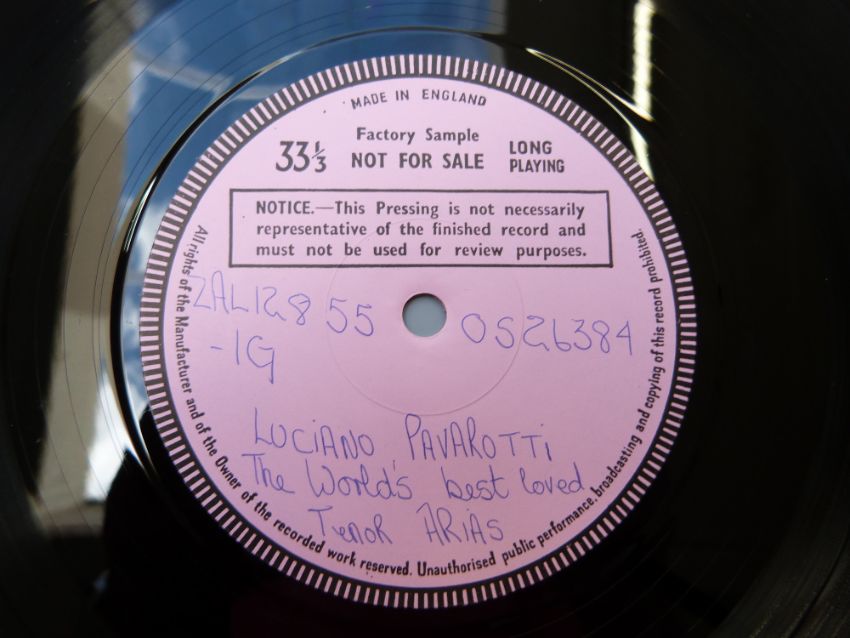 MADE IN ENGLAND
Factory Sample
33⅓ NOT FOR SALE LONG PLAYING
NOTICE.—This Pressing is not necessarily
representative of the finished record and
must not be used for review purposes.
ZAL12855 OS26384
-1G
LUCIANO PAVAROTTI
The World's best loved
Tenor ARIAS
All rights of the Manufacturer and of the Owner of the recorded work reserved. Unauthorised public performance, broadcasting and copying of this record prohibited.